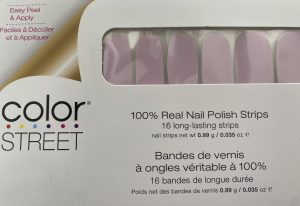 Easy Peel
& Apply
Faciles à Décoller
et à Appliquer
color®
STREET
100% Real Nail Polish Strips
16 long-lasting strips
nail strips net wt 0.99 g / 0.035 oz ℮
Bandes de vernis
à ongles véritable à 100%
16 bandes de longue durée
Poids net des bandes de vernis 0.99 g / 0.035 oz ℮